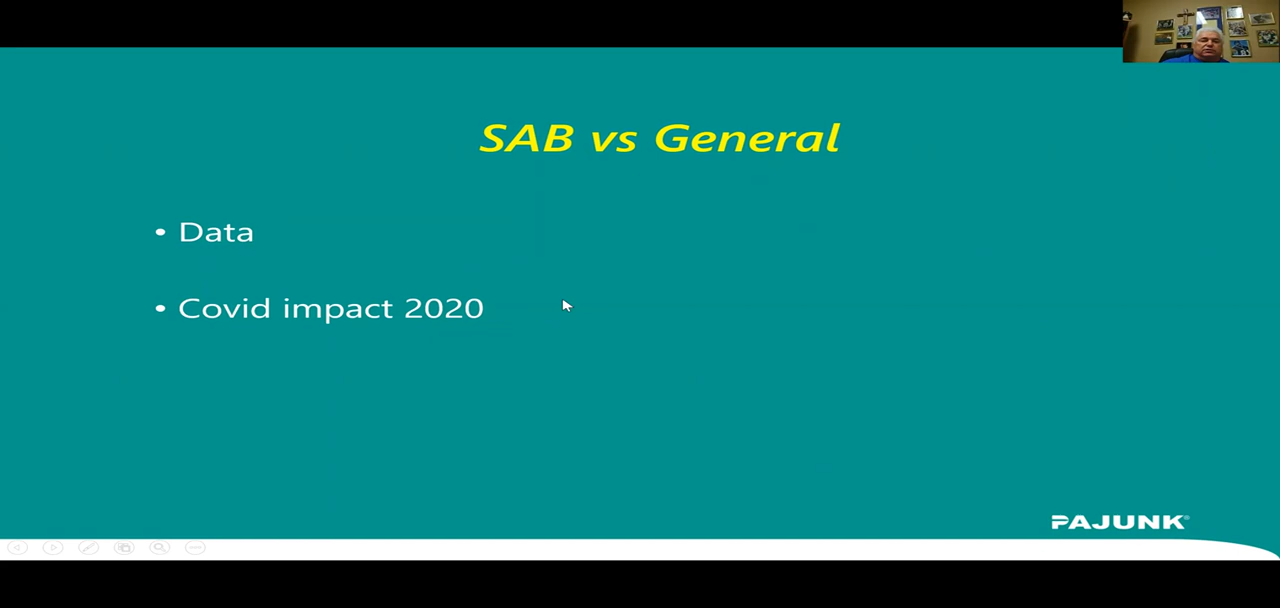 SAB vs General
• Data
• Covid impact 2020
PAJUNK®